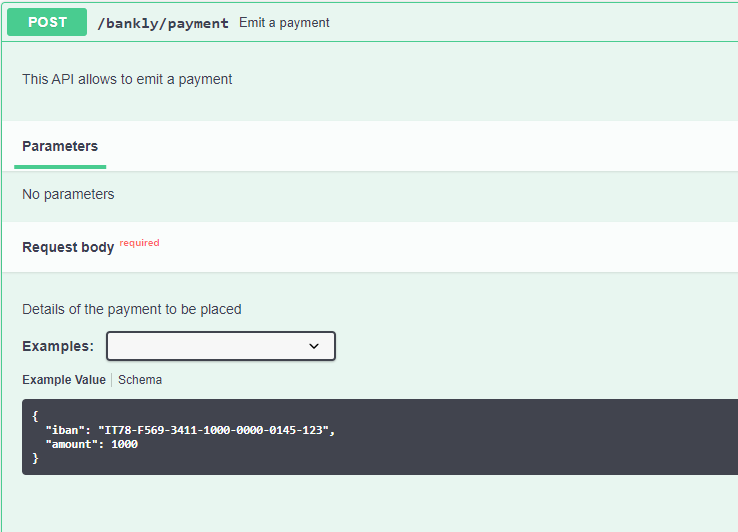 POST /bankly/payment Emit a payment
This API allows to emit a payment
Parameters
No parameters
Request body required
Details of the payment to be placed
Examples:
Example Value Schema
{
"iban": "IT78-F569-3411-1000-0000-0145-123",
"amount": 1000
}